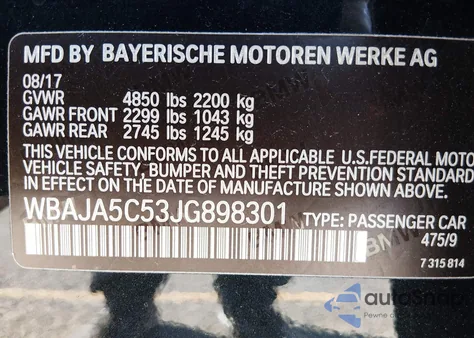 MFD BY BAYERISCHE MOTOREN WERKE AG
08/17
GVWR 4850 lbs 2200 kg
GAWR FRONT 2299 lbs 1043 kg
GAWR REAR 2745 lbs 1245 kg
THIS VEHICLE CONFORMS TO ALL APPLICABLE U.S.FEDERAL MOTO
VEHICLE SAFETY, BUMPER, AND THEFT PREVENTION STANDARD
IN EFFECT ON THE DATE OF MANUFACTURE SHOWN ABOVE.
WBAJA5C53JG898301 TYPE: PASSENGER CAR
475/9
7 315 814
Pewne